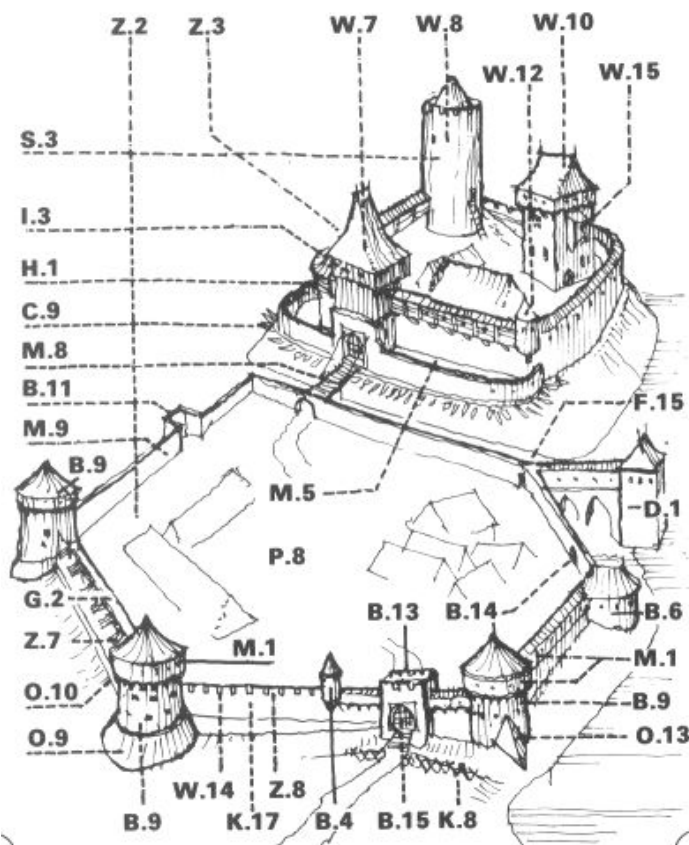 Z.2 Z.3 W.7 W.8 W.10
W.12 W.15
S.3
I.3
H.1
C.9
M.8
B.11
F.15
M.9
B.9
M.5
D.1
P.8
G.2
B.13 B.14 B.6
Z.7
M.1 M.1
O.10
B.9
O.9
O.13
W.14 Z.8
B.9 K.17 B.4 B.15 K.8